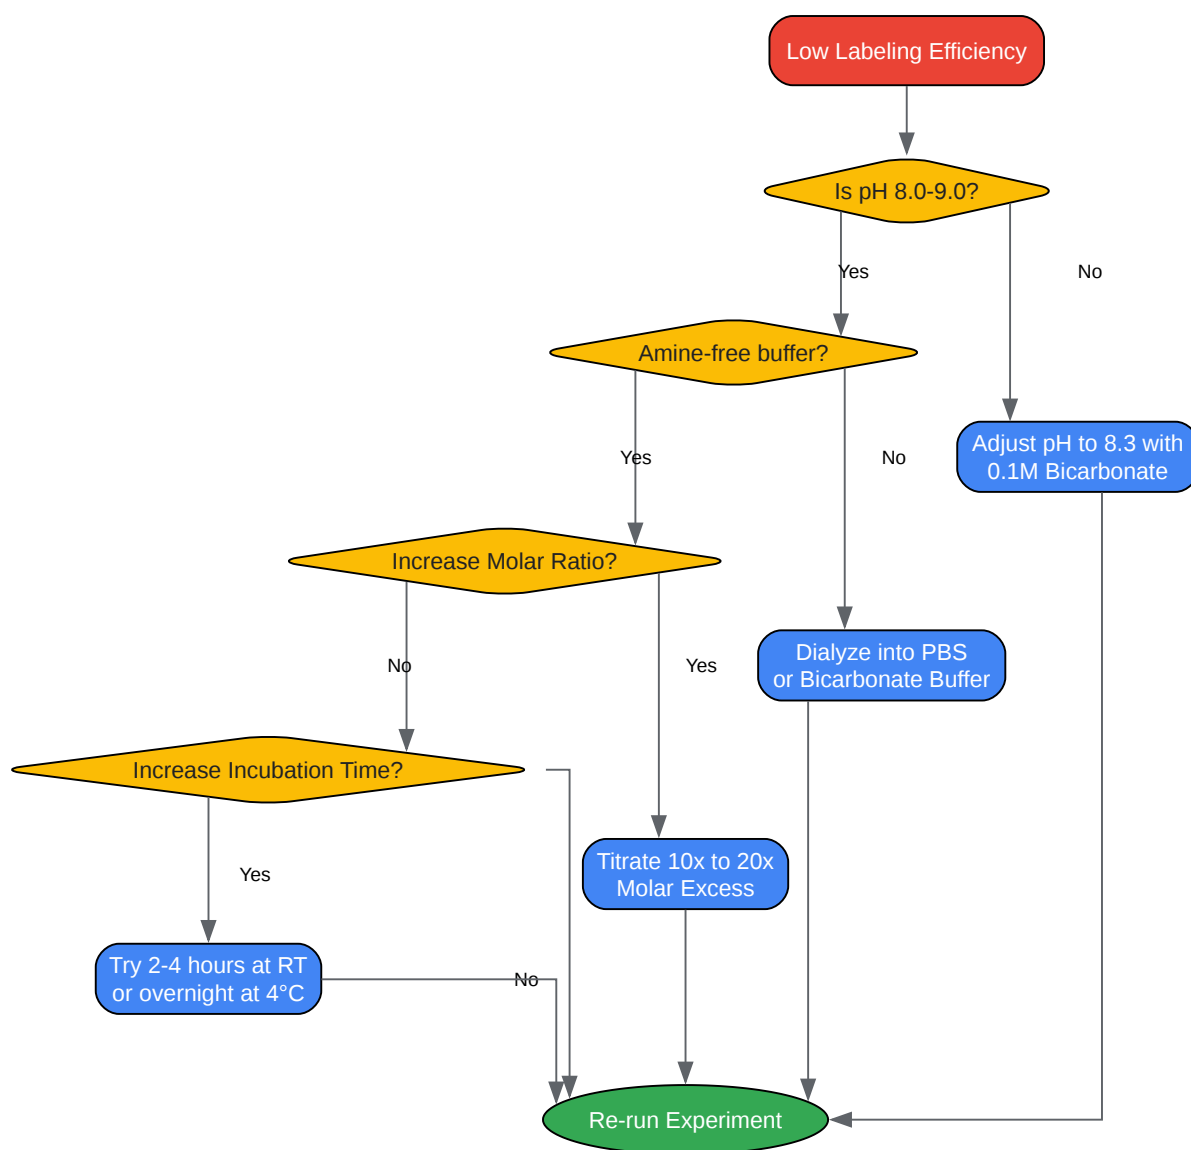 Low Labeling Efficiency
Is pH 8.0-9.0?
Yes
No
Amine-free buffer?
Adjust pH to 8.3 with
0.1M Bicarbonate
Yes
No
Increase Molar Ratio?
Dialyze into PBS
or Bicarbonate Buffer
No
Yes
Increase Incubation Time?
Titrate 10x to 20x
Molar Excess
Yes
Try 2-4 hours at RT
or overnight at 4°C
No
Re-run Experiment